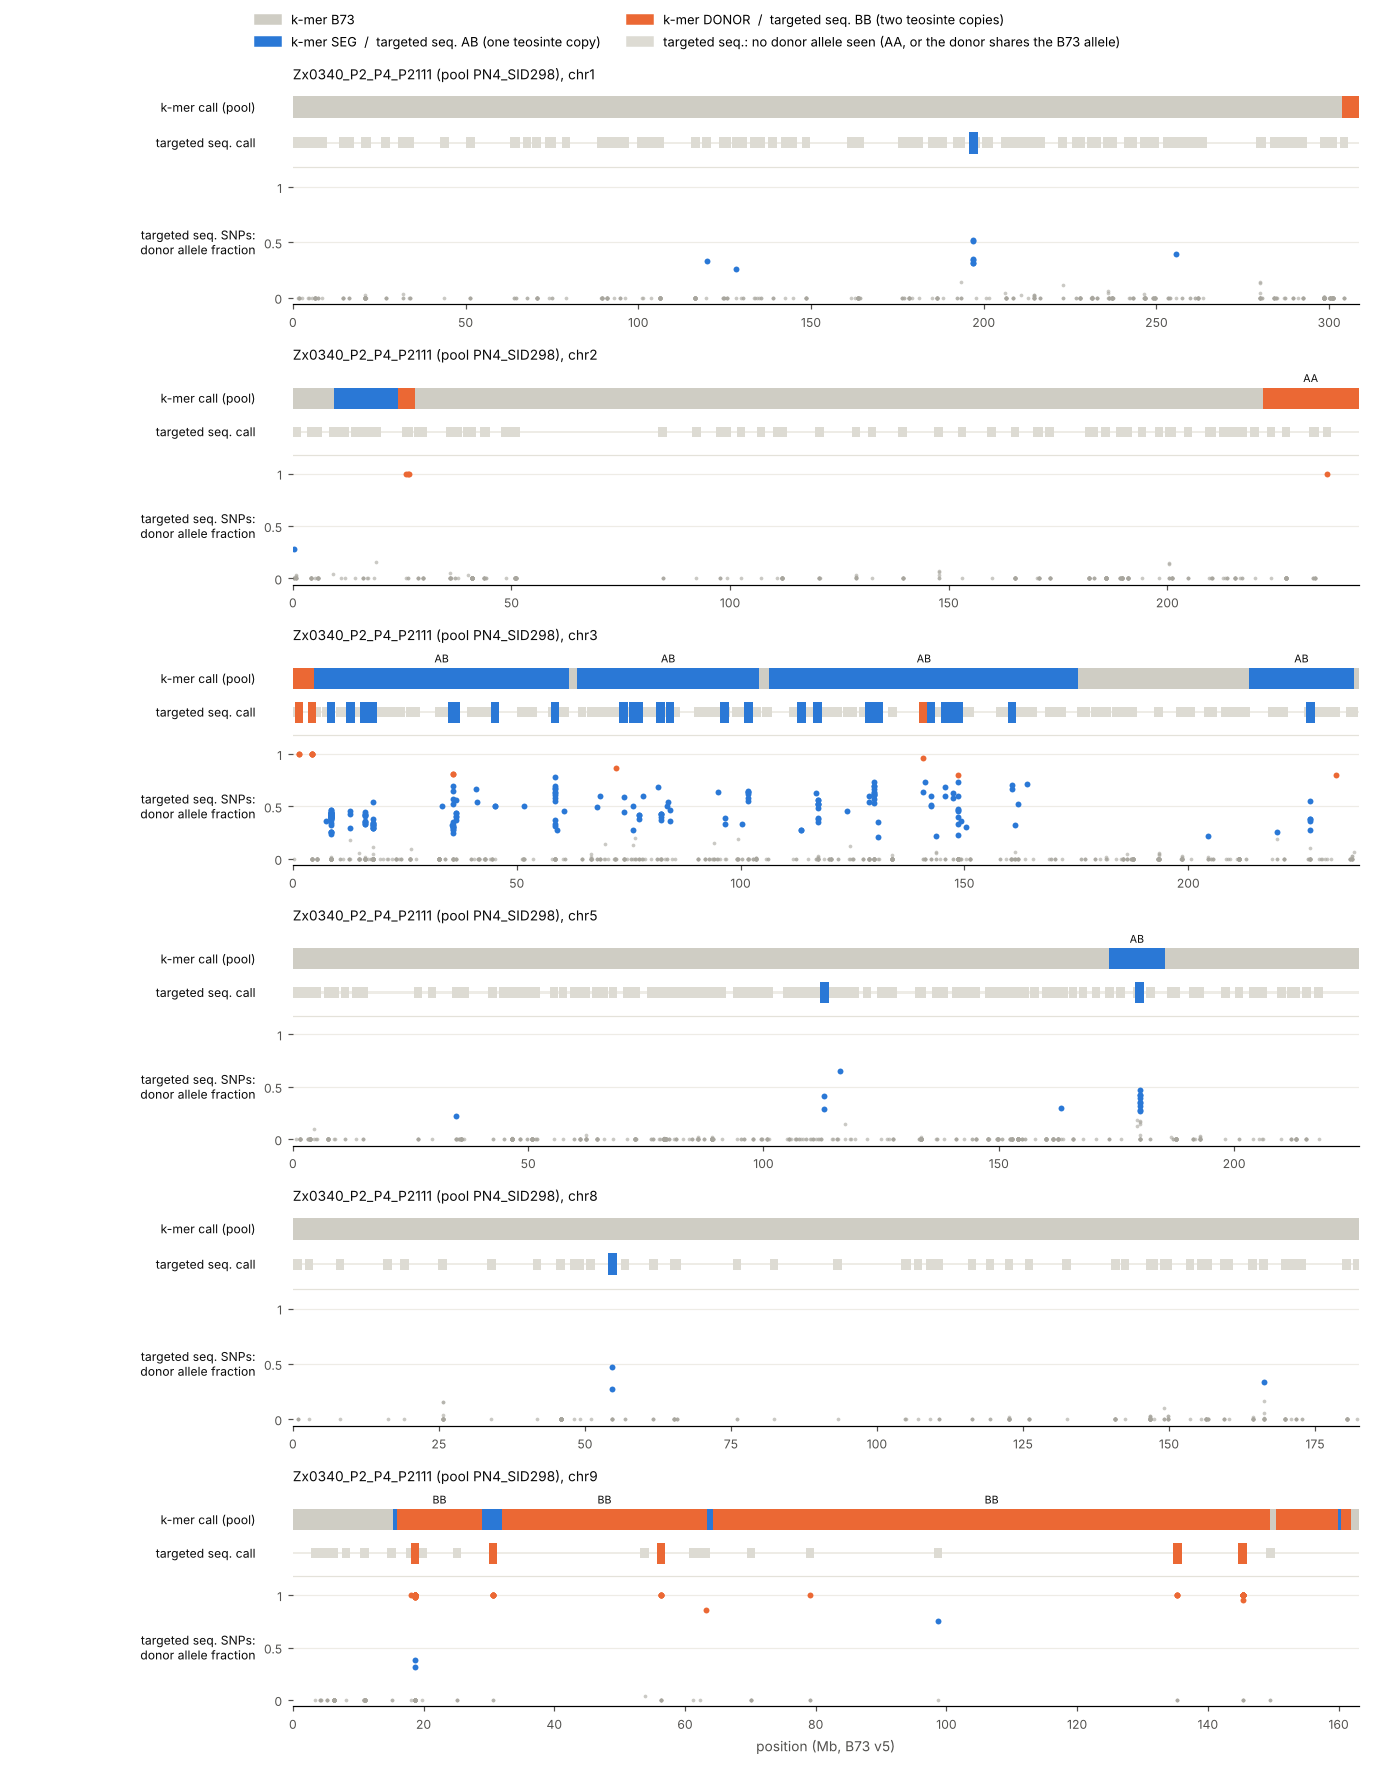 k-mer B73
k-mer DONOR / targeted seq. BB (two teosinte copies)
k-mer SEG / targeted seq. AB (one teosinte copy)
targeted seq.: no donor allele seen (AA, or the donor shares the B73 allele)
Zx0340_P2_P4_P2111 (pool PN4_SID298), chr1
k-mer call (pool)
targeted seq. call
1
targeted seq. SNPs:
donor allele fraction
0.5
0
0 50 100 150 200 250 300
Zx0340_P2_P4_P2111 (pool PN4_SID298), chr2
AA
k-mer call (pool)
targeted seq. call
1
targeted seq. SNPs:
donor allele fraction
0.5
0
0 50 100 150 200
Zx0340_P2_P4_P2111 (pool PN4_SID298), chr3
AB AB AB AB
k-mer call (pool)
targeted seq. call
1
targeted seq. SNPs:
donor allele fraction
0.5
0
0 50 100 150 200
Zx0340_P2_P4_P2111 (pool PN4_SID298), chr5
AB
k-mer call (pool)
targeted seq. call
1
targeted seq. SNPs:
donor allele fraction
0.5
0
0 50 100 150 200
Zx0340_P2_P4_P2111 (pool PN4_SID298), chr8
k-mer call (pool)
targeted seq. call
1
targeted seq. SNPs:
donor allele fraction
0.5
0
0 25 50 75 100 125 150 175
Zx0340_P2_P4_P2111 (pool PN4_SID298), chr9
BB BB BB
k-mer call (pool)
targeted seq. call
1
targeted seq. SNPs:
donor allele fraction
0.5
0
0 20 40 60 80 100 120 140 160
position (Mb, B73 v5)